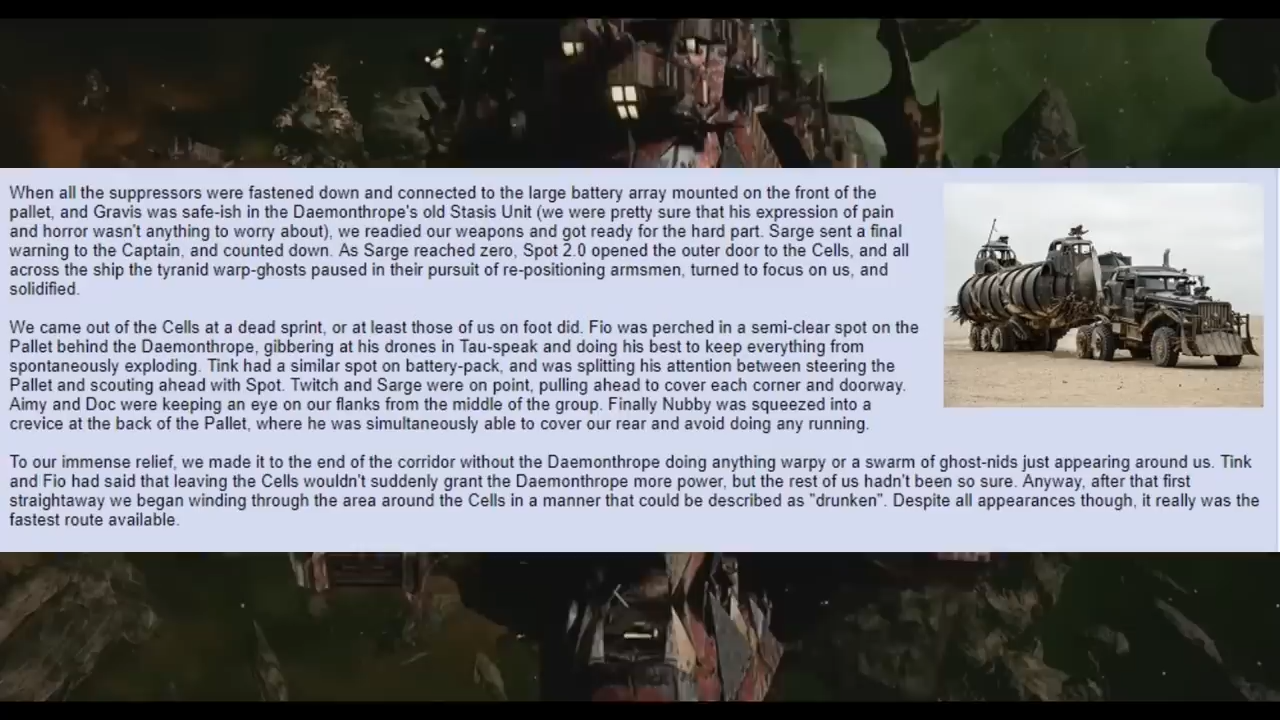 When all the suppressors were fastened down and connected to the large battery array mounted on the front of the
pallet, and Gravis was safe-ish in the Daemonthrope's old Stasis Unit (we were pretty sure that his expression of pain
and horror wasn't anything to worry about), we readied our weapons and got ready for the hard part. Sarge sent a final
warning to the Captain, and counted down. As Sarge reached zero, Spot 2.0 opened the outer door to the Cells, and all
across the ship the tyranid warp-ghosts paused in their pursuit of re-positioning armsmen, turned to focus on us, and
solidified.
We came out of the Cells at a dead sprint, or at least those of us on foot did. Fio was perched in a semi-clear spot on the
Pallet behind the Daemonthrope, gibbering at his drones in Tau-speak and doing his best to keep everything from
spontaneously exploding. Tink had a similar spot on battery-pack, and was splitting his attention between steering the
Pallet and scouting ahead with Spot. Twitch and Sarge were on point, pulling ahead to cover each corner and doorway.
Aimy and Doc were keeping an eye on our flanks from the middle of the group. Finally Nubby was squeezed into a
crevice at the back of the Pallet, where he was simultaneously able to cover our rear and avoid doing any running.
To our immense relief, we made it to the end of the corridor without the Daemonthrope doing anything warpy or a swarm of ghost-nids just appearing around us. Tink
and Fio had said that leaving the Cells wouldn't suddenly grant the Daemonthrope more power, but the rest of us hadn't been so sure. Anyway, after that first
straightaway we began winding through the area around the Cells in a manner that could be described as "drunken". Despite all appearances though, it really was the
fastest route available.